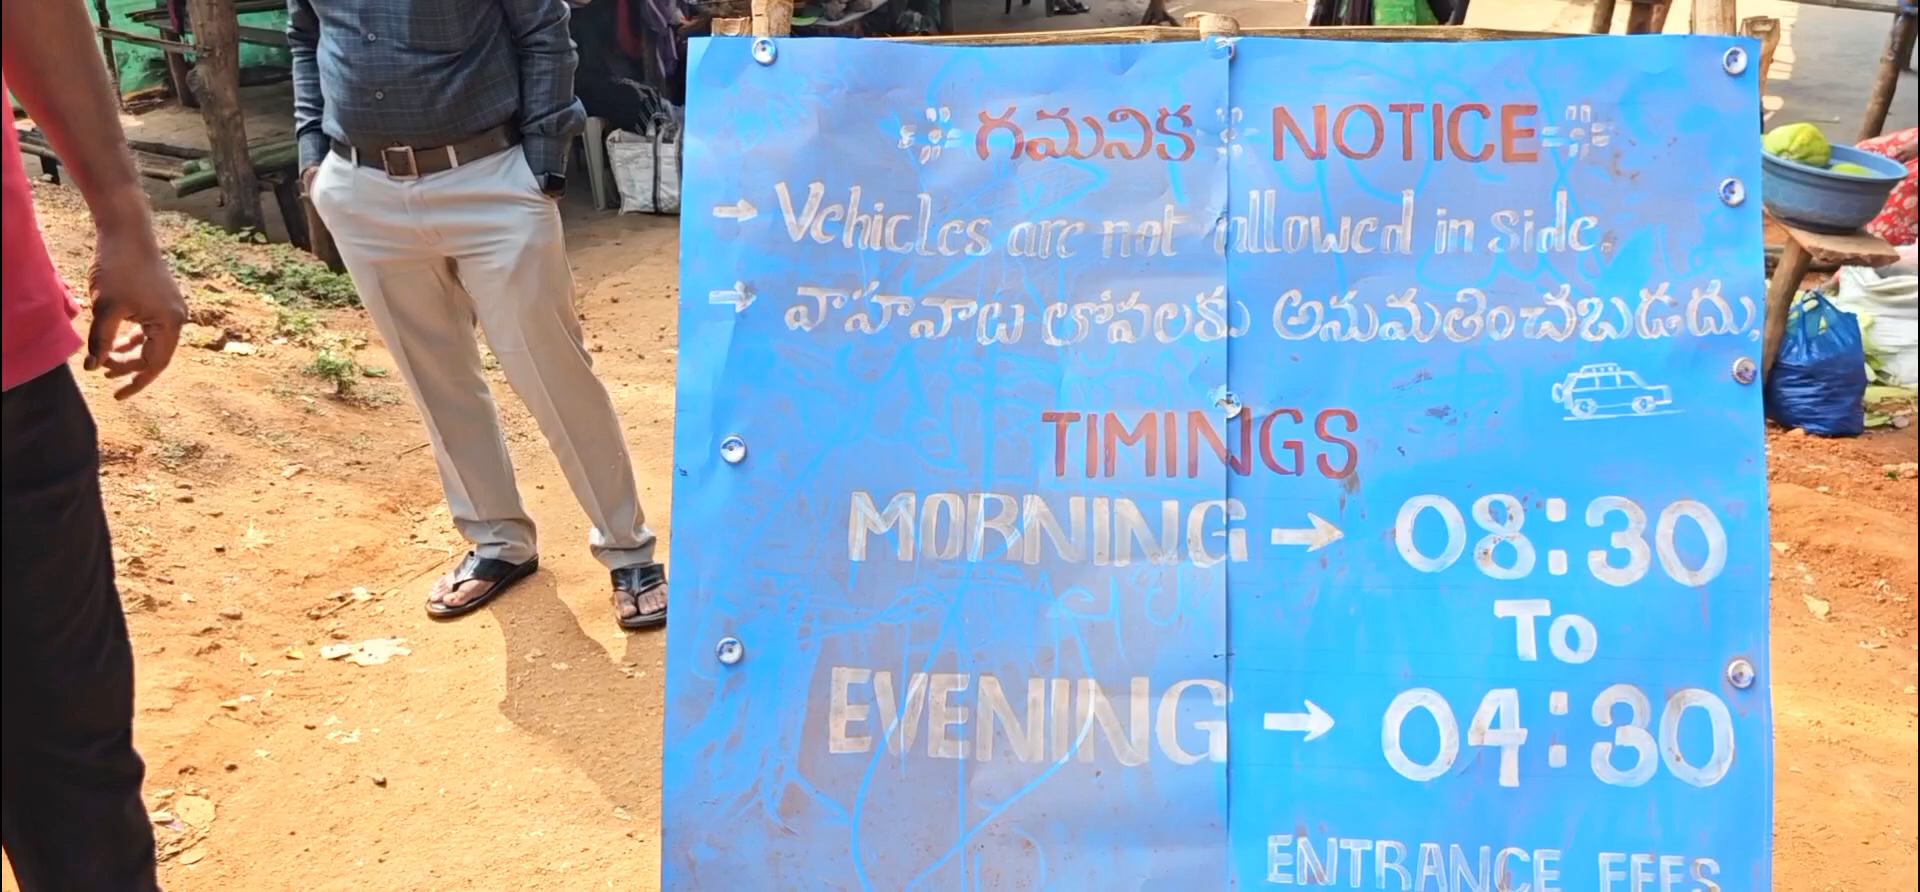 గమనిక NOTICE
→ Vehicles are not allowed in side.
→ వాహనాలు లోపలకు అనుమతించబడదు,
TIMINGS
MORNING → 08:30
To
EVENING → 04:30
ENTRANCE FEES